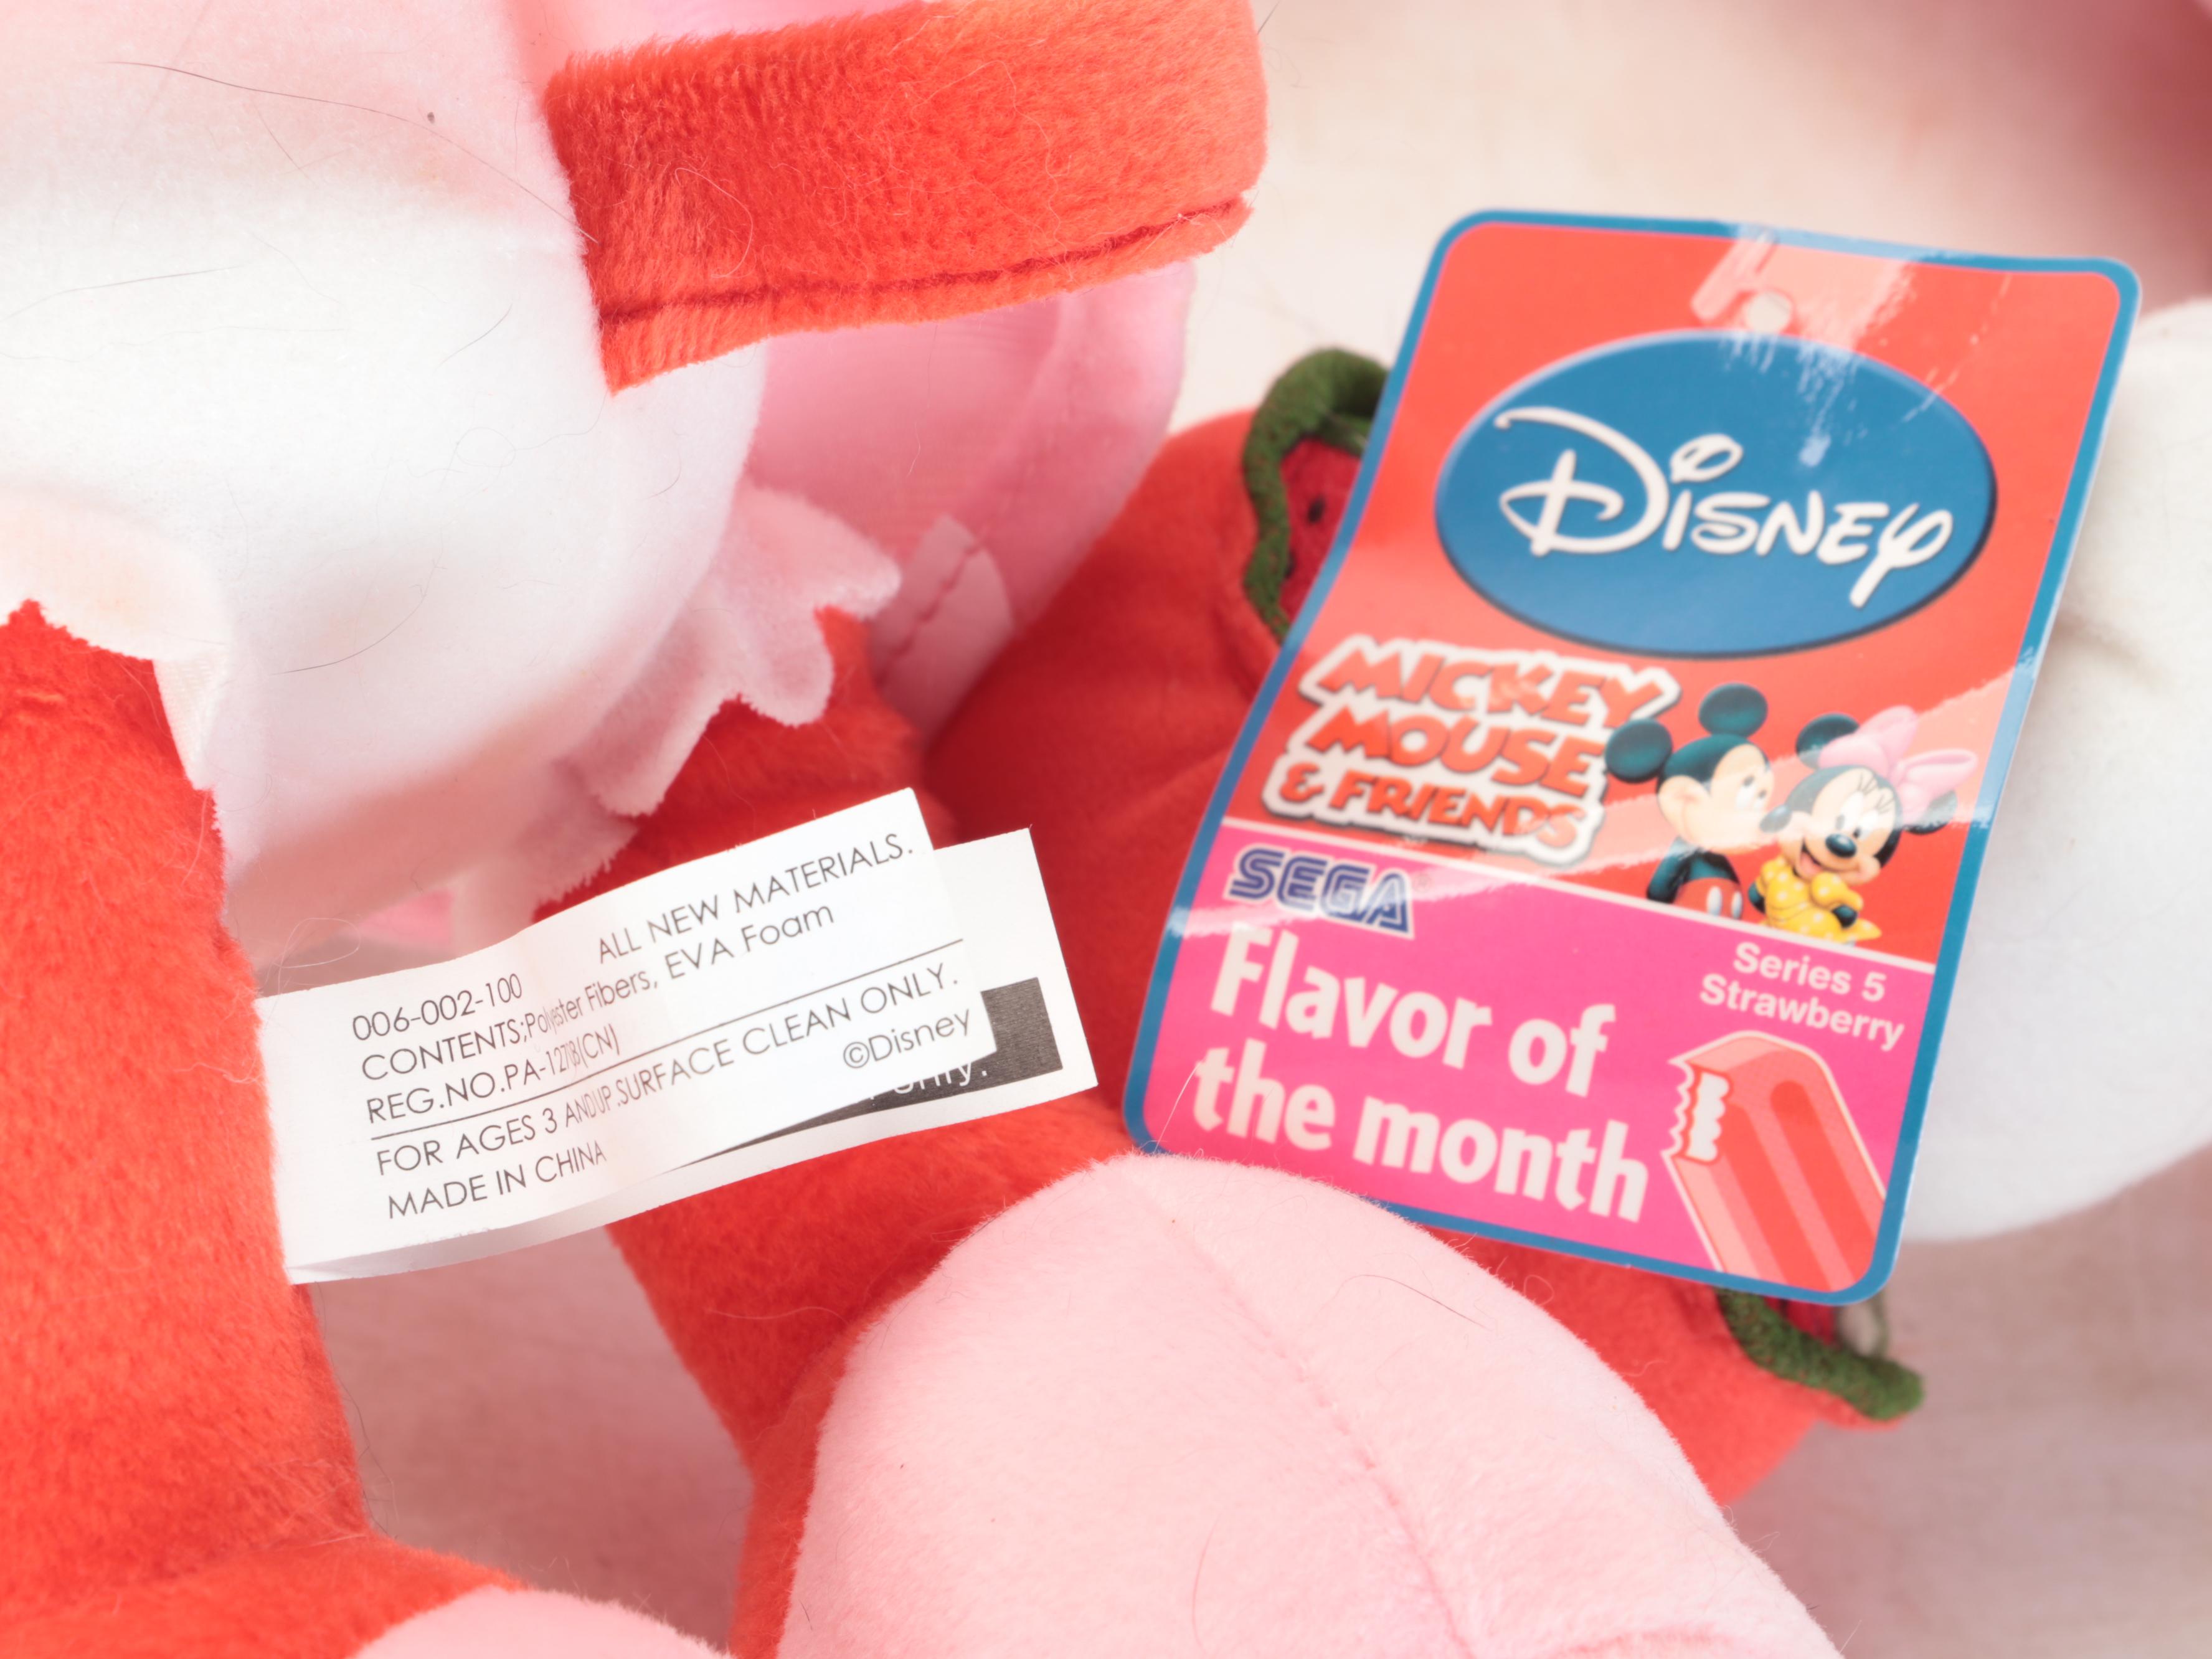 006-002-100 ALL NEW MATERIALS.
CONTENTS;Polyester Fibers, EVA Foam
REG.NO.PA-127(CN)
FOR AGES 3 AND UP.SURFACE CLEAN ONLY.
MADE IN CHINA ©Disney
Disney
MICKEY
MOUSE
& FRIENDS
SEGA
Series 5
Strawberry
Flavor of
the month